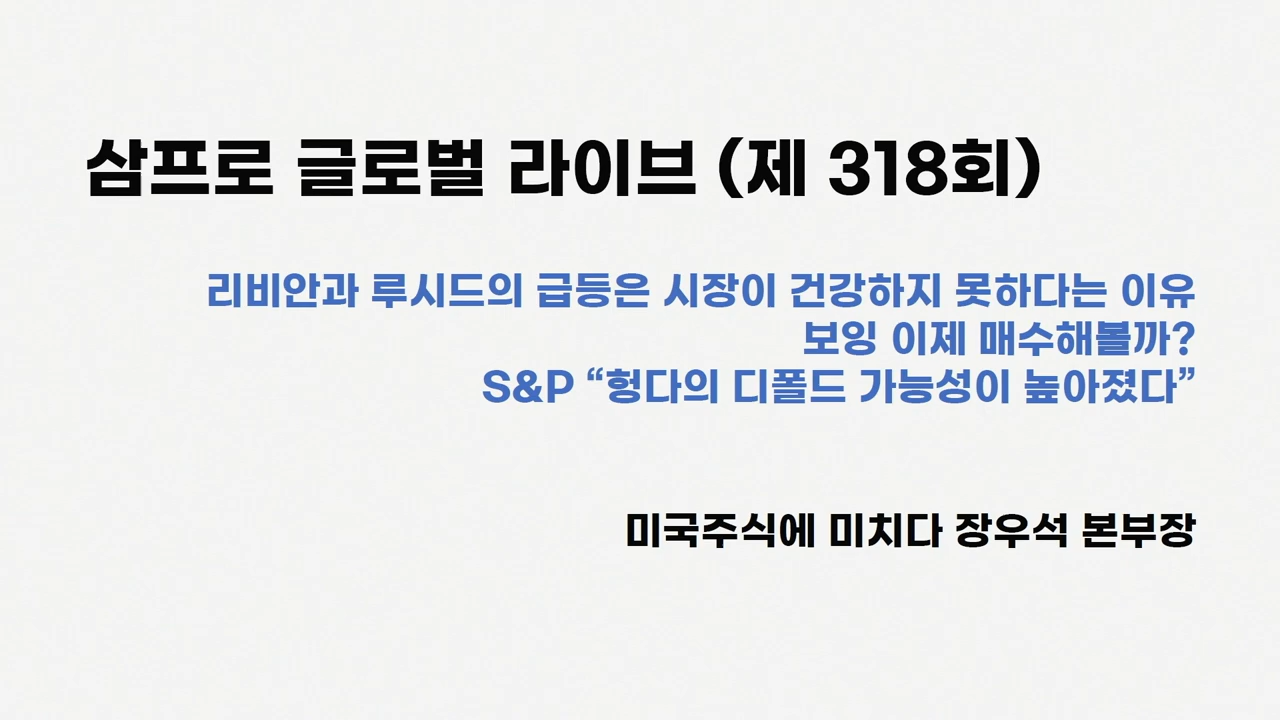 삼프로 글로벌 라이브 (제 318회)
리비안과 루시드의 급등은 시장이 건강하지 못하다는 이유
보잉 이제 매수해볼까?
S&P “헝다의 디폴드 가능성이 높아졌다”
미국주식에 미치다 장우석 본부장